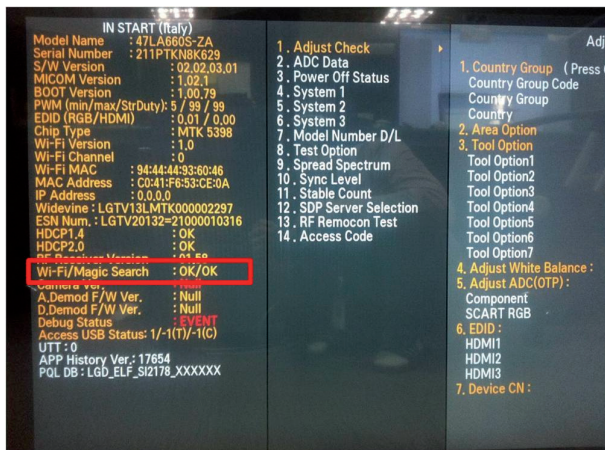 IN START (Italy)
Model Name : 47LA660S-ZA
Serial Number : 211PTKN8K629
S/W Version : 02,02,03,01
MICOM Version : 1,02,1
BOOT Version : 1,00,79
PWM (min/max/StrDuty): 5 / 99 / 99
EDID (RGB/HDMI) : 0,01 / 0,00
Chip Type : MTK 5398
Wi-Fi Version : 1,0
Wi-Fi Channel : 0
Wi-Fi MAC : 94:44:44:93:60:46
MAC Address : C0:41:F6:53:CE:0A
IP Address : 0,0,0,0
Widevine : LGTV13LMTK000002297
ESN Num. : LGTV20132=21000010316
HDCP1,4 : OK
HDCP2,0 : OK
RF Receiver Version : 01,58
Wi-Fi/Magic Search : OK/OK
Camera Ver. : Null
A,Demod F/W Ver. : Null
D,Demod F/W Ver. : Null
Debug Status : EVENT
Access USB Status: 1/-1(T)/-1(C)
UTT : 0
APP History Ver,: 17654
PQL DB : LGD_ELF_SI2178_XXXXXX
1 . Adjust Check
2 . ADC Data
3 . Power Off Status
4 . System 1
5 . System 2
6 . System 3
7 . Model Number D/L
8 . Test Option
9 . Spread Spectrum
10 . Sync Level
11 . Stable Count
12 . SDP Server Selection
13 . RF Remocon Test
14 . Access Code
1. Country Group (Press
Country Group Code
Country Group
Country
2. Area Option
3. Tool Option
Tool Option1
Tool Option2
Tool Option3
Tool Option4
Tool Option5
Tool Option6
Tool Option7
4. Adjust White Balance :
5. Adjust ADC(OTP) :
Component
SCART RGB
6. EDID :
HDMI1
HDMI2
HDMI3
7. Device CN :